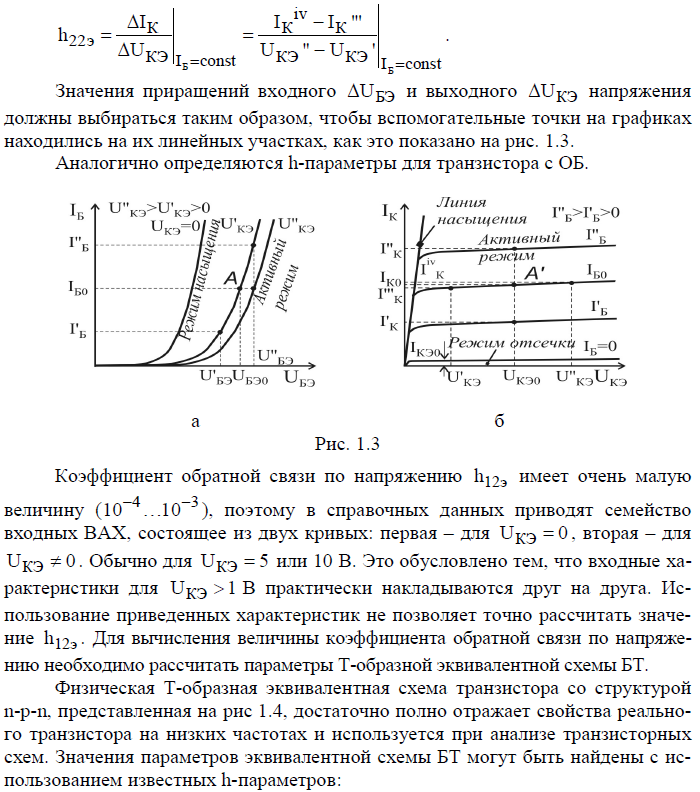 h22э = ΔIК / ΔUКЭ |IБ=const = (IКiv − IК''') / (UКЭ'' − UКЭ') |IБ=const .
Значения приращений входного ΔUБЭ и выходного ΔUКЭ напряжения
должны выбираться таким образом, чтобы вспомогательные точки на графиках
находились на их линейных участках, как это показано на рис. 1.3.
Аналогично определяются h-параметры для транзистора с ОБ.
IБ
U''КЭ>U'КЭ>0
UКЭ=0
U'КЭ
U''КЭ
I''Б
IБ0
I'Б
Режим насыщения
A
Активный
режим
U''БЭ
U'БЭ
UБЭ0
UБЭ
IК
Линия
насыщения
I''Б>I'Б>0
I''К
Активный
режим
I''Б
IivК
IК0
I'''К
A'
IБ0
I'К
I'Б
IКЭ0
Режим отсечки
IБ=0
U'КЭ
UКЭ0
U''КЭ
UКЭ
а
б
Рис. 1.3
Коэффициент обратной связи по напряжению h12э имеет очень малую
величину (10−4…10−3), поэтому в справочных данных приводят семейство
входных ВАХ, состоящее из двух кривых: первая – для UКЭ = 0, вторая – для
UКЭ ≠ 0. Обычно для UКЭ = 5 или 10 В. Это обусловлено тем, что входные ха-
рактеристики для UКЭ >1 В практически накладываются друг на друга. Ис-
пользование приведенных характеристик не позволяет точно рассчитать значе-
ние h12э. Для вычисления величины коэффициента обратной связи по напряже-
нию необходимо рассчитать параметры Т-образной эквивалентной схемы БТ.
Физическая Т-образная эквивалентная схема транзистора со структурой
n-p-n, представленная на рис 1.4, достаточно полно отражает свойства реально-
го транзистора на низких частотах и используется при анализе транзисторных
схем. Значения параметров эквивалентной схемы БТ могут быть найдены с ис-
пользованием известных h-параметров: